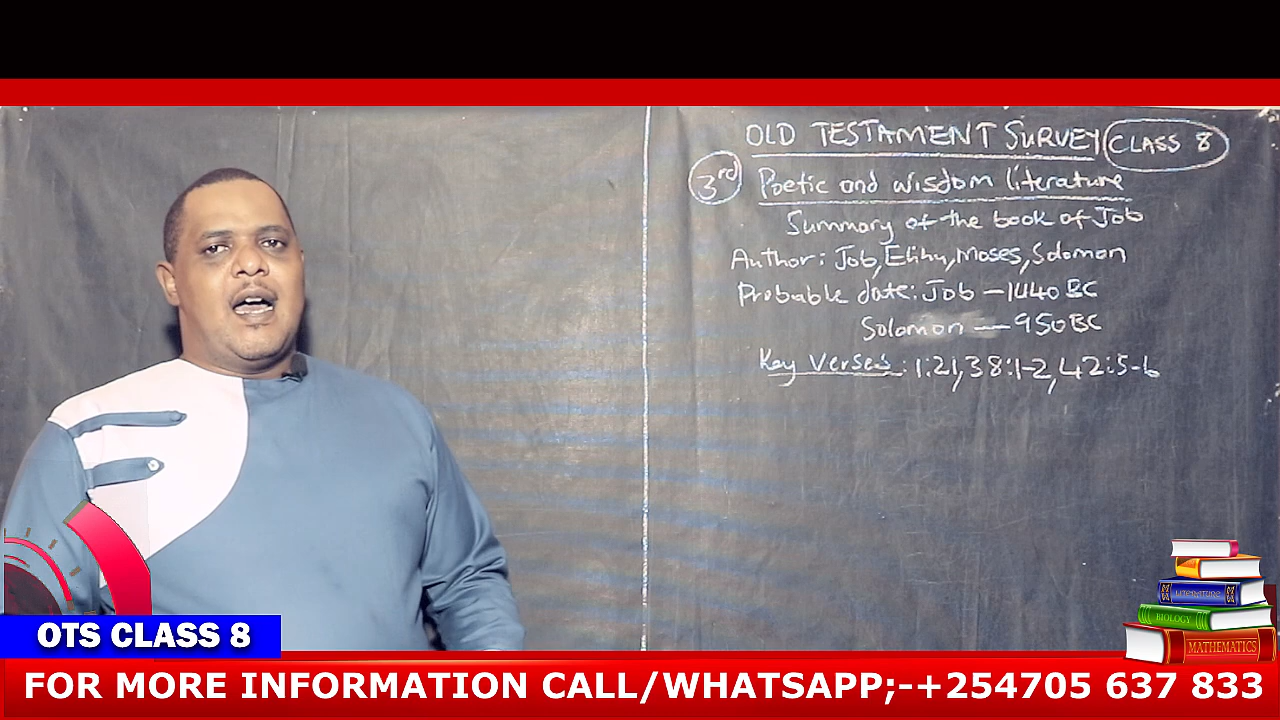 OLD TESTAMENT SURVEY CLASS 8
3rd Poetic and wisdom literature
Summary of the book of Job
Author: Job, Elihu, Moses, Solomon
Probable date: Job – 1440 BC
Solomon — 950 BC
Key Verses: 1:21, 38:1-2, 42:5-6
LITERATURE
BIOLOGY
MATHEMATICS
OTS CLASS 8
FOR MORE INFORMATION CALL/WHATSAPP;-+254705 637 833